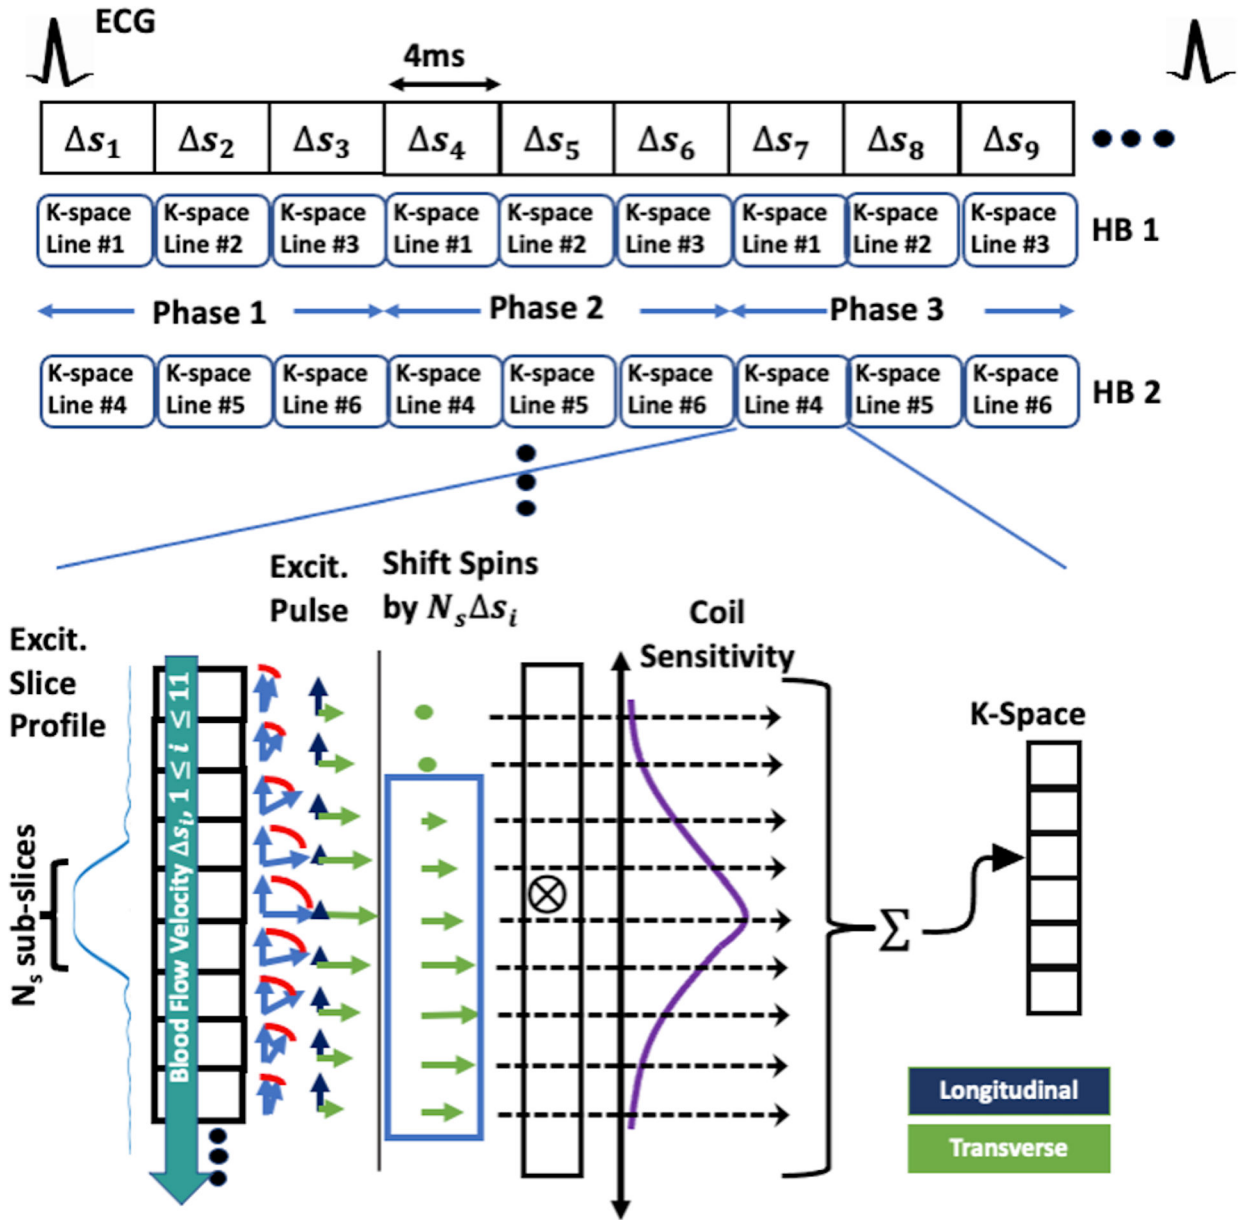 ECG
4ms
Δs₁ Δs₂ Δs₃ Δs₄ Δs₅ Δs₆ Δs₇ Δs₈ Δs₉
K-space K-space K-space K-space K-space K-space K-space K-space K-space
Line #1 Line #2 Line #3 Line #1 Line #2 Line #3 Line #1 Line #2 Line #3
HB 1
Phase 1 Phase 2 Phase 3
K-space K-space K-space K-space K-space K-space K-space K-space K-space
Line #4 Line #5 Line #6 Line #4 Line #5 Line #6 Line #4 Line #5 Line #6
HB 2
Excit.
Pulse
Shift Spins
by NₛΔsᵢ
Coil
Sensitivity
Excit.
Slice
Profile
K-Space
Nₛ sub-slices
Blood Flow Velocity Δsᵢ, 1 ≤ i ≤ 11
Σ
Longitudinal
Transverse